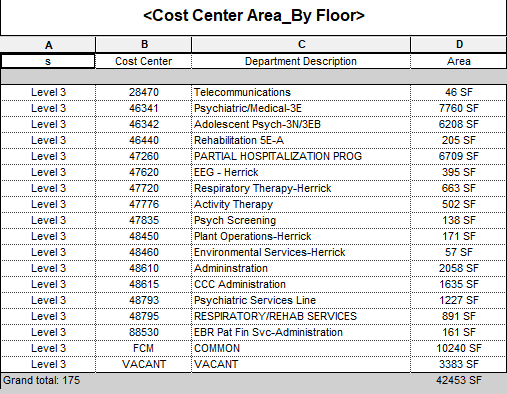 <Cost Center Area_By Floor>
A B C D
s Cost Center Department Description Area
Level 3 28470 Telecommunications 46 SF
Level 3 46341 Psychiatric/Medical-3E 7760 SF
Level 3 46342 Adolescent Psych-3N/3EB 6208 SF
Level 3 46440 Rehabilitation 5E-A 205 SF
Level 3 47260 PARTIAL HOSPITALIZATION PROG 6709 SF
Level 3 47620 EEG - Herrick 395 SF
Level 3 47720 Respiratory Therapy-Herrick 663 SF
Level 3 47776 Activity Therapy 502 SF
Level 3 47835 Psych Screening 138 SF
Level 3 48450 Plant Operations-Herrick 171 SF
Level 3 48460 Environmental Services-Herrick 57 SF
Level 3 48610 Admininstration 2058 SF
Level 3 48615 CCC Administration 1635 SF
Level 3 48793 Psychiatric Services Line 1227 SF
Level 3 48795 RESPIRATORY/REHAB SERVICES 891 SF
Level 3 88530 EBR Pat Fin Svc-Administration 161 SF
Level 3 FCM COMMON 10240 SF
Level 3 VACANT VACANT 3383 SF
Grand total: 175 42453 SF